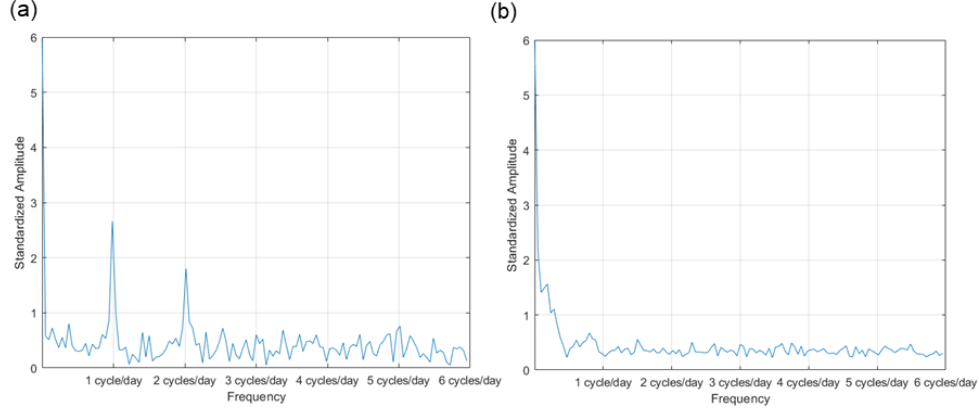 (a)
6
5
4
3
2
1
0
Standardized Amplitude
1 cycles/day 2 cycles/day 3 cycles/day 4 cycles/day 5 cycles/day 6 cycles/day
Frequency
(b)
6
5
4
3
2
1
0
Standardized Amplitude
1 cycle/day 2 cycles/day 3 cycles/day 4 cycles/day 5 cycles/day 6 cycles/day
Frequency